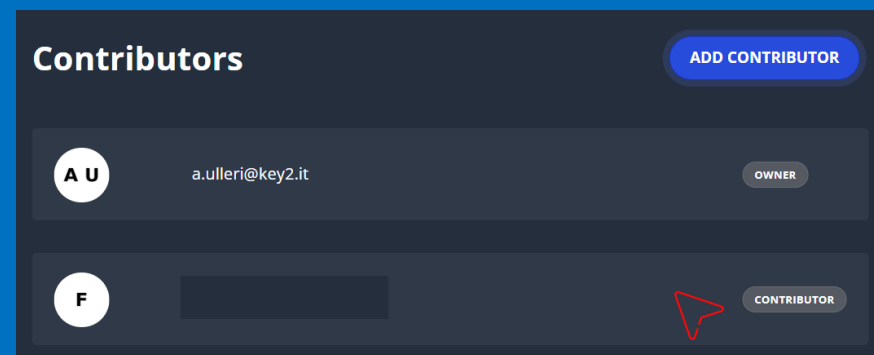 Contributors
ADD CONTRIBUTOR
A U
a.ulleri@key2.it
OWNER
F
CONTRIBUTOR